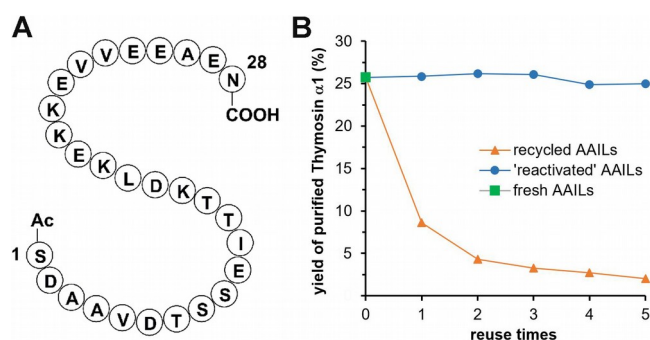 A
N E A E E V V E K K E K L D K T T I E S S T D V A A D S
28
COOH
Ac
1
B
yield of purified Thymosin α1 (%)
30
25
20
15
10
5
recycled AAILs
'reactivated' AAILs
fresh AAILs
0 1 2 3 4 5
reuse times